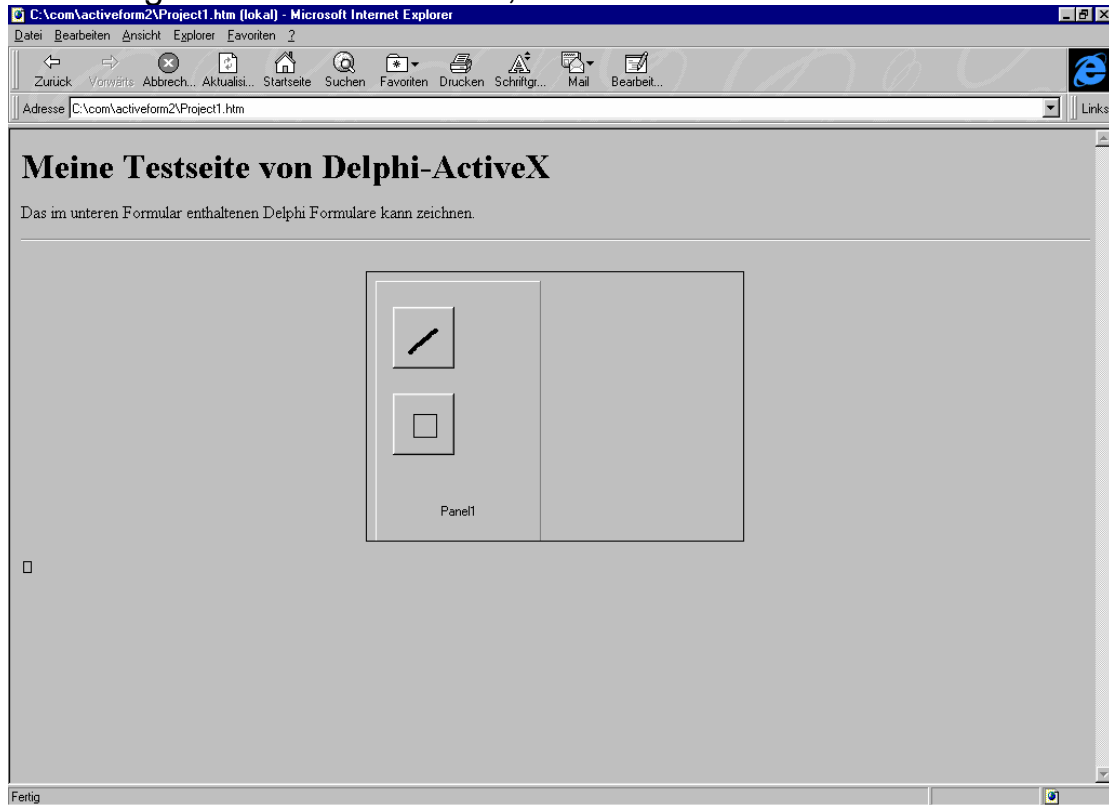 C:\com\activeform2\Project1.htm (lokal) - Microsoft Internet Explorer
Datei Bearbeiten Ansicht Explorer Favoriten ?
Zurück Vorwärts Abbrech... Aktualisi... Startseite Suchen Favoriten Drucken Schriftgr... Mail Bearbeit...
Adresse C:\com\activeform2\Project1.htm Links
Meine Testseite von Delphi-ActiveX
Das im unteren Formular enthaltenen Delphi Formulare kann zeichnen.
Panel1
Fertig